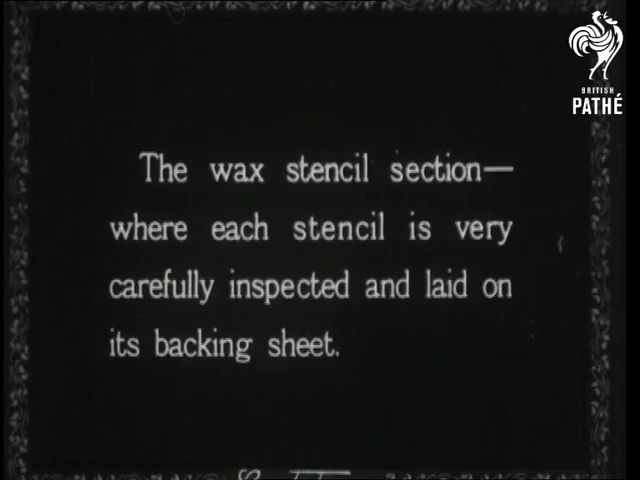 BRITISH
PATHÉ
The wax stencil section—
where each stencil is very
carefully inspected and laid on
its backing sheet.